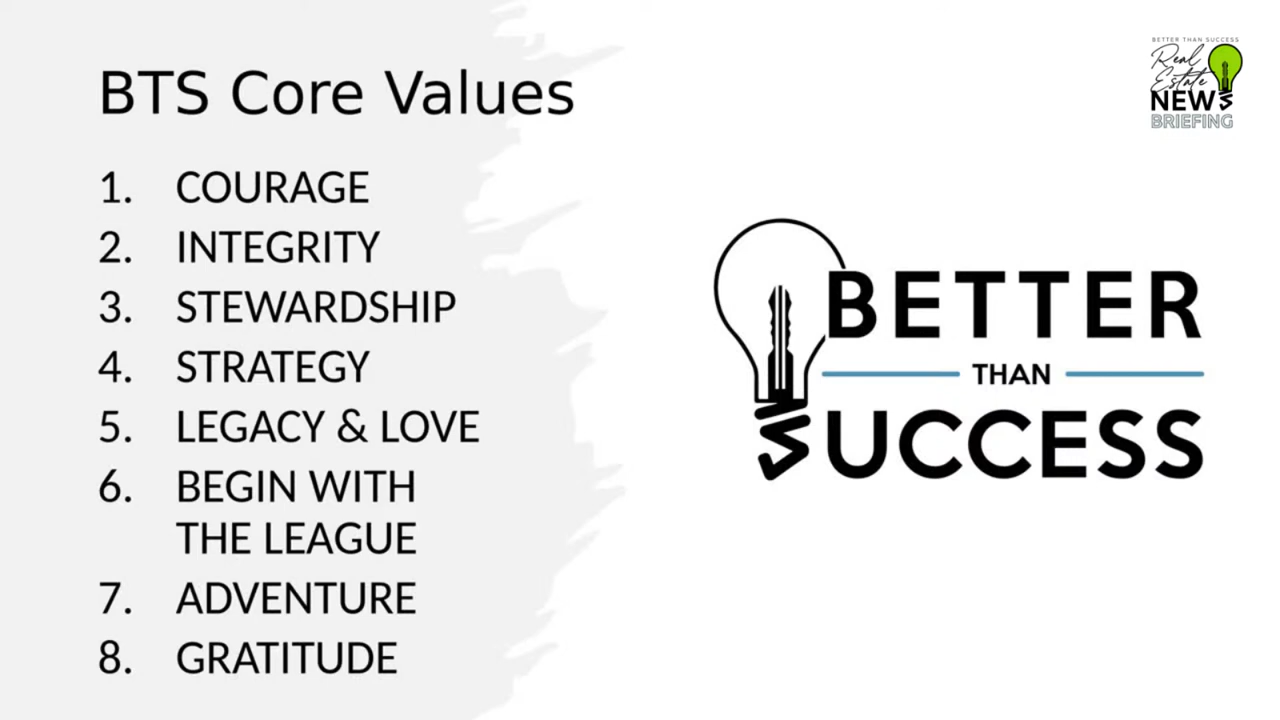 BTS Core Values
1. COURAGE
2. INTEGRITY
3. STEWARDSHIP
4. STRATEGY
5. LEGACY & LOVE
6. BEGIN WITH
THE LEAGUE
7. ADVENTURE
8. GRATITUDE
BETTER THAN SUCCESS
Real
Estate
NEWS
BRIEFING
BETTER
THAN
SUCCESS